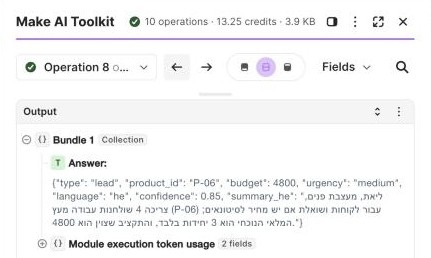 Make AI Toolkit
10 operations · 13.25 credits · 3.9 KB
Operation 8 o...
Fields
Output
Bundle 1 Collection
T Answer:
{"type": "lead", "product_id": "P-06", "budget": 4800, "urgency": "medium",
"language": "he", "confidence": 0.85, "summary_he": "ליאת, מעצבת פנים,
צריכה 4 שולחנות עבודה מעץ (P-06) עבור לקוחות ושואלת אם יש מחיר לסיטונאים;
המלאי הנוכחי הוא 3 יחידות בלבד, והתקציב שצוין הוא 4800."}
Module execution token usage 2 fields